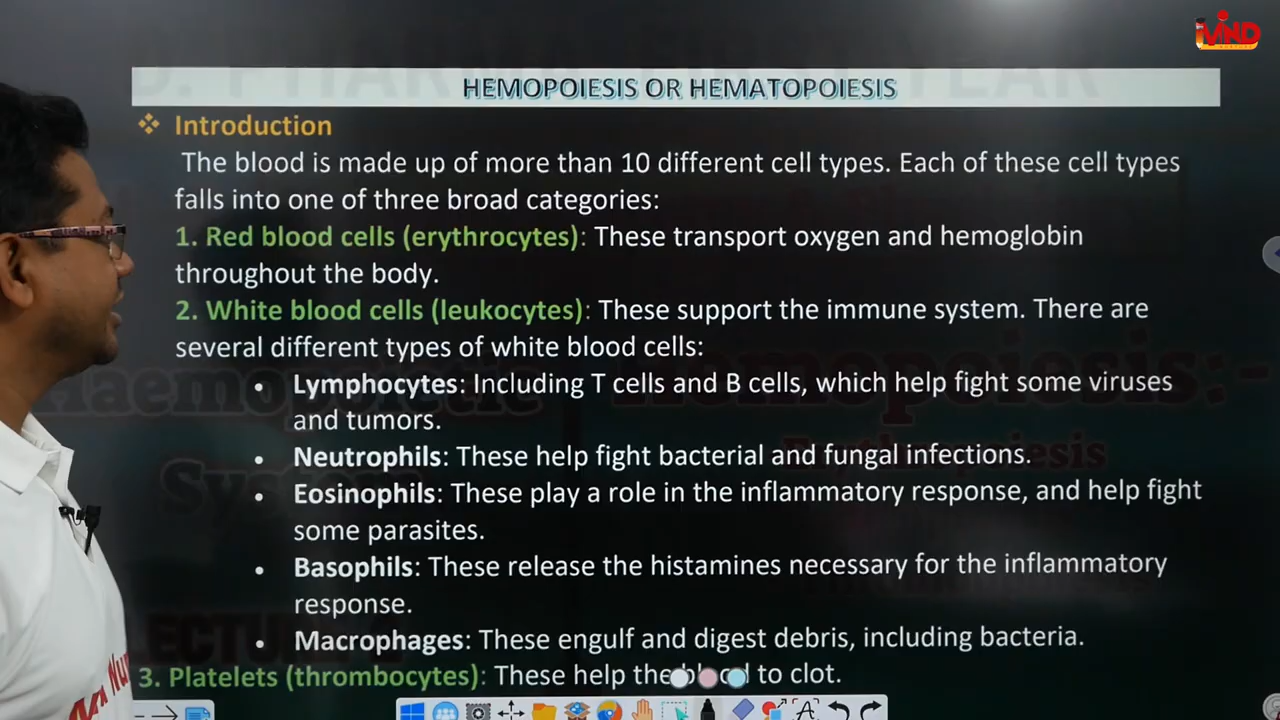 MIND
HEMOPOIESIS OR HEMATOPOIESIS
Introduction
The blood is made up of more than 10 different cell types. Each of these cell types
falls into one of three broad categories:
1. Red blood cells (erythrocytes): These transport oxygen and hemoglobin
throughout the body.
2. White blood cells (leukocytes): These support the immune system. There are
several different types of white blood cells:
• Lymphocytes: Including T cells and B cells, which help fight some viruses
and tumors.
• Neutrophils: These help fight bacterial and fungal infections.
• Eosinophils: These play a role in the inflammatory response, and help fight
some parasites.
• Basophils: These release the histamines necessary for the inflammatory
response.
• Macrophages: These engulf and digest debris, including bacteria.
3. Platelets (thrombocytes): These help the blood to clot.